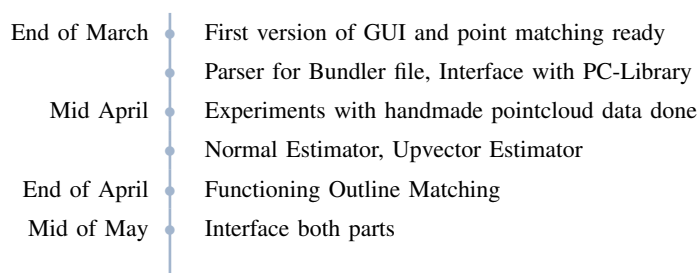 End of March First version of GUI and point matching ready
Parser for Bundler file, Interface with PC-Library
Mid April Experiments with handmade pointcloud data done
Normal Estimator, Upvector Estimator
End of April Functioning Outline Matching
Mid of May Interface both parts